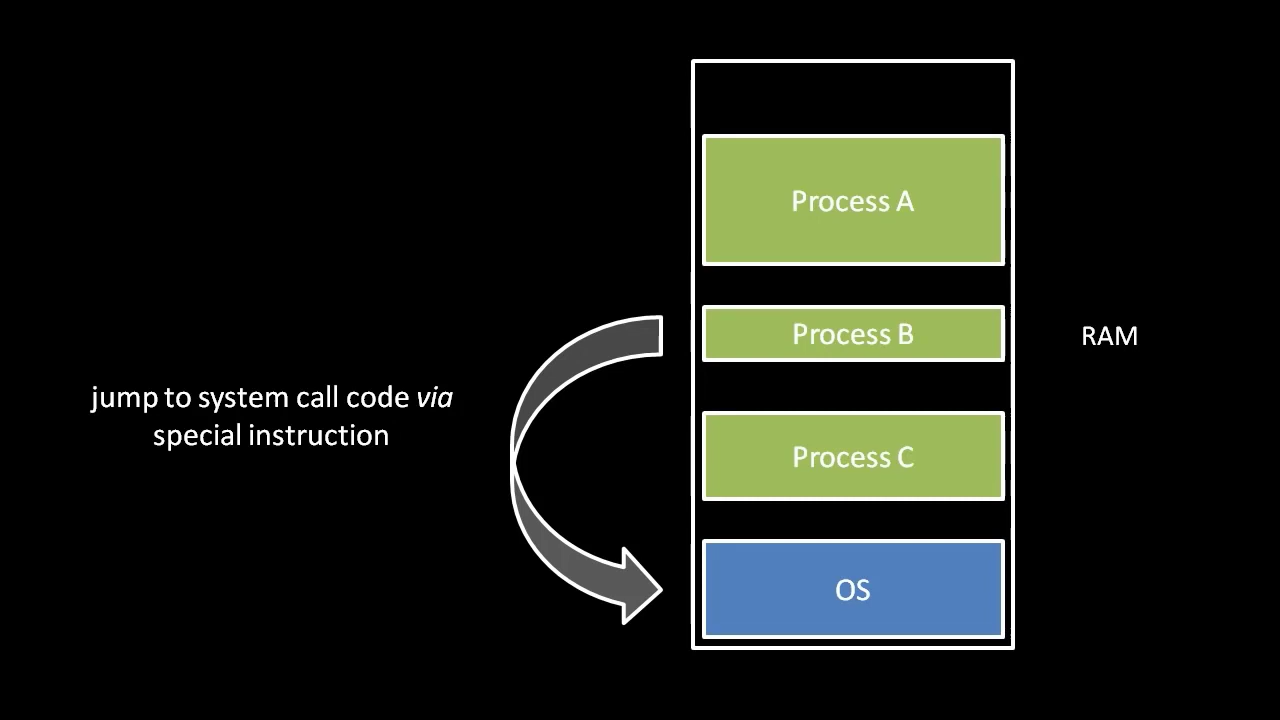 Process A
Process B
RAM
jump to system call code via
special instruction
Process C
OS